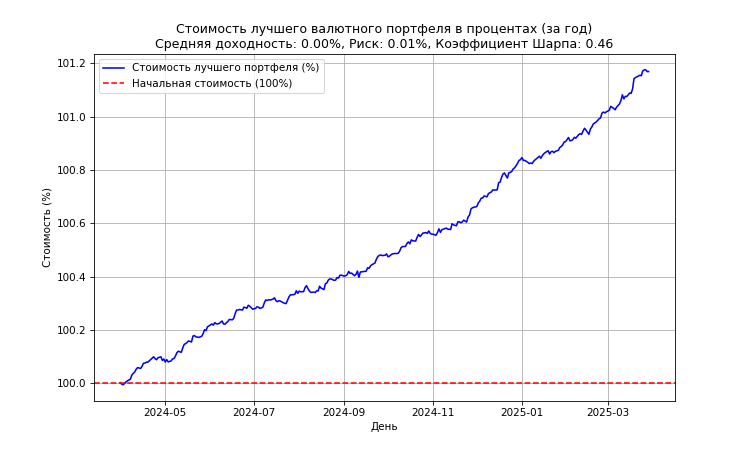 Стоимость лучшего валютного портфеля в процентах (за год)
Средняя доходность: 0.00%, Риск: 0.01%, Коэффициент Шарпа: 0.46
Стоимость лучшего портфеля (%)
Начальная стоимость (100%)
Стоимость (%)
101.2
101.0
100.8
100.6
100.4
100.2
100.0
2024-05
2024-07
2024-09
2024-11
2025-01
2025-03
День